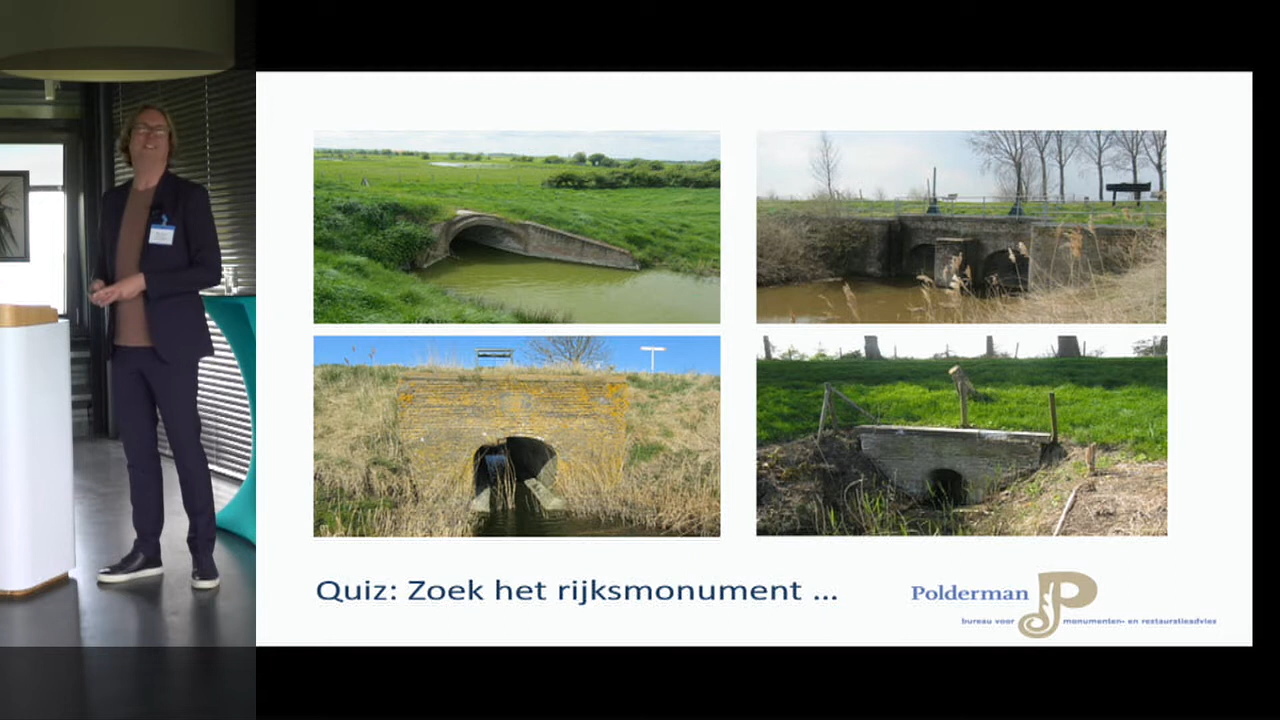 Quiz: Zoek het rijksmonument ...
Polderman
bureau voor monumenten- en restauratieadvies